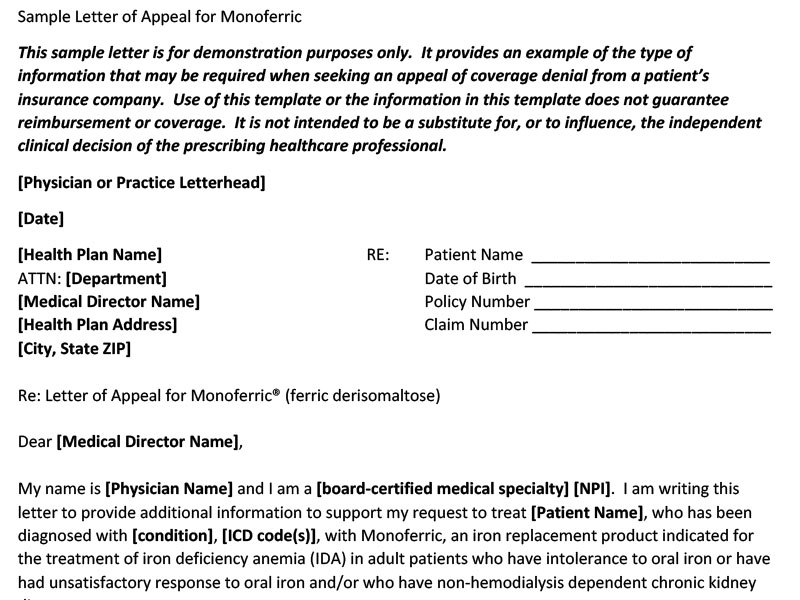 Sample Letter of Appeal for Monoferric
This sample letter is for demonstration purposes only.  It provides an example of the type of
information that may be required when seeking an appeal of coverage denial from a patient’s
insurance company.  Use of this template or the information in this template does not guarantee
reimbursement or coverage.  It is not intended to be a substitute for, or to influence, the independent
clinical decision of the prescribing healthcare professional.
[Physician or Practice Letterhead]
[Date]
[Health Plan Name] RE: Patient Name ___________________________
ATTN: [Department] Date of Birth ____________________________
[Medical Director Name] Policy Number ___________________________
[Health Plan Address] Claim Number ___________________________
[City, State ZIP]
Re: Letter of Appeal for Monoferric® (ferric derisomaltose)
Dear [Medical Director Name],
My name is [Physician Name] and I am a [board-certified medical specialty] [NPI].  I am writing this
letter to provide additional information to support my request to treat [Patient Name], who has been
diagnosed with [condition], [ICD code(s)], with Monoferric, an iron replacement product indicated for
the treatment of iron deficiency anemia (IDA) in adult patients who have intolerance to oral iron or have
had unsatisfactory response to oral iron and/or who have non-hemodialysis dependent chronic kidney